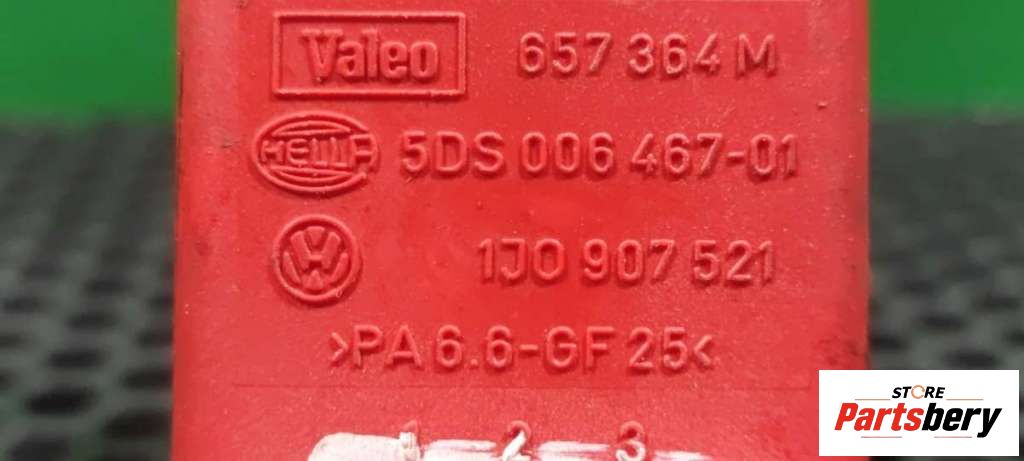 Valeo 657 364 M
HELLA 5DS 006 467-01
VW 1J0 907 521
>PA 6.6-GF 25<
1 2 3
STORE
Partsbery